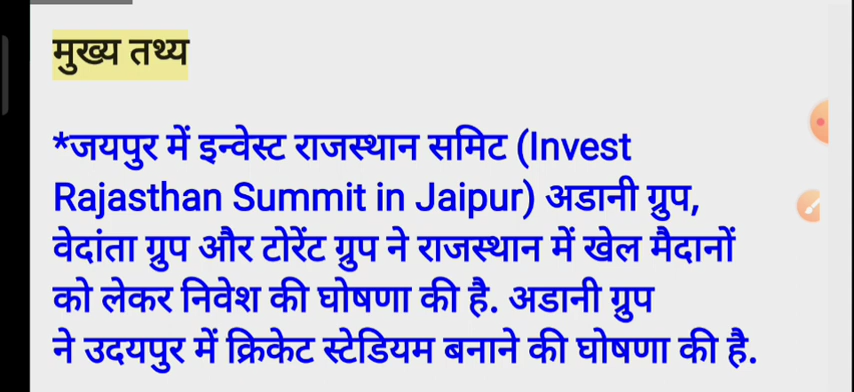 मुख्य तथ्य
*जयपुर में इन्वेस्ट राजस्थान समिट (Invest
Rajasthan Summit in Jaipur) अडानी ग्रुप,
वेदांता ग्रुप और टोरेंट ग्रुप ने राजस्थान में खेल मैदानों
को लेकर निवेश की घोषणा की है. अडानी ग्रुप
ने उदयपुर में क्रिकेट स्टेडियम बनाने की घोषणा की है.